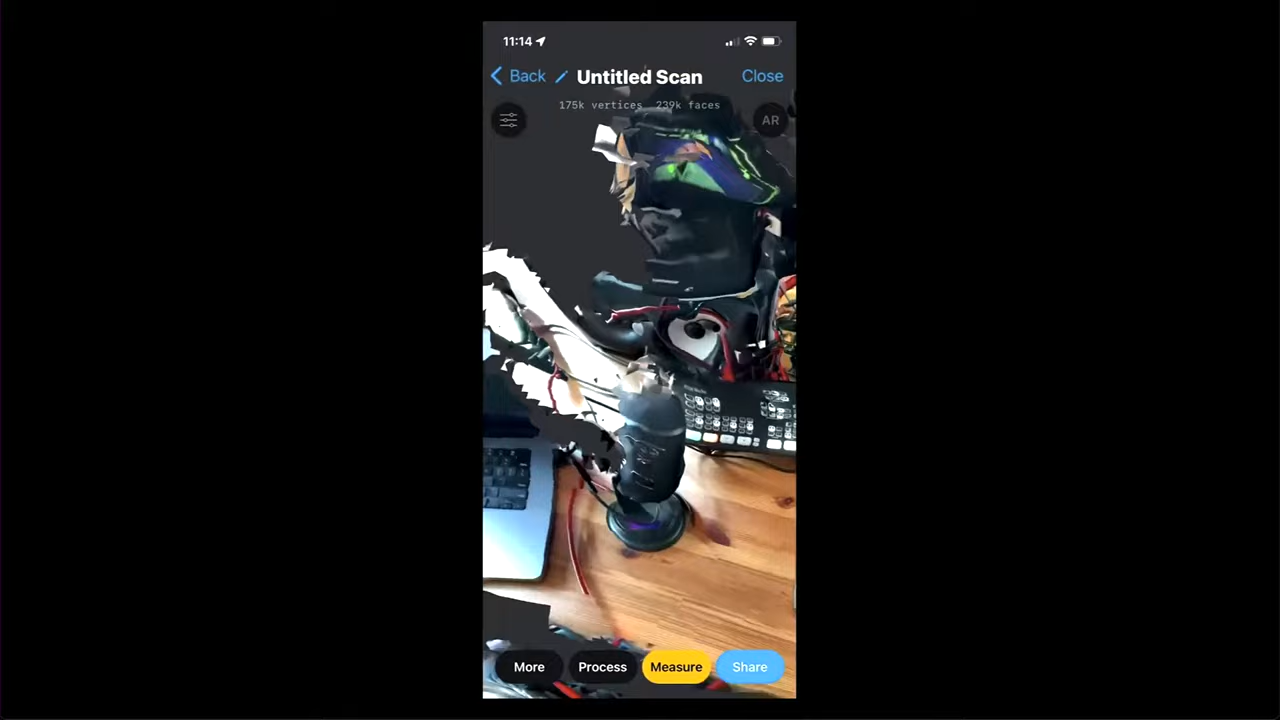 11:14
Back Untitled Scan Close
175k vertices 239k faces
AR
More Process Measure Share